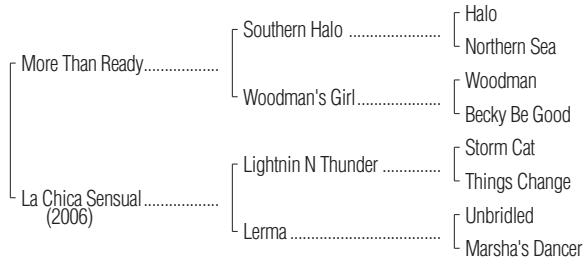 Halo
Southern Halo ....................
Northern Sea
More Than Ready..................
Woodman
Woodman's Girl..................
Becky Be Good
Storm Cat
Lightnin N Thunder ..............
Things Change
La Chica Sensual..................
(2006)
Unbridled
Lerma .................................
Marsha's Dancer